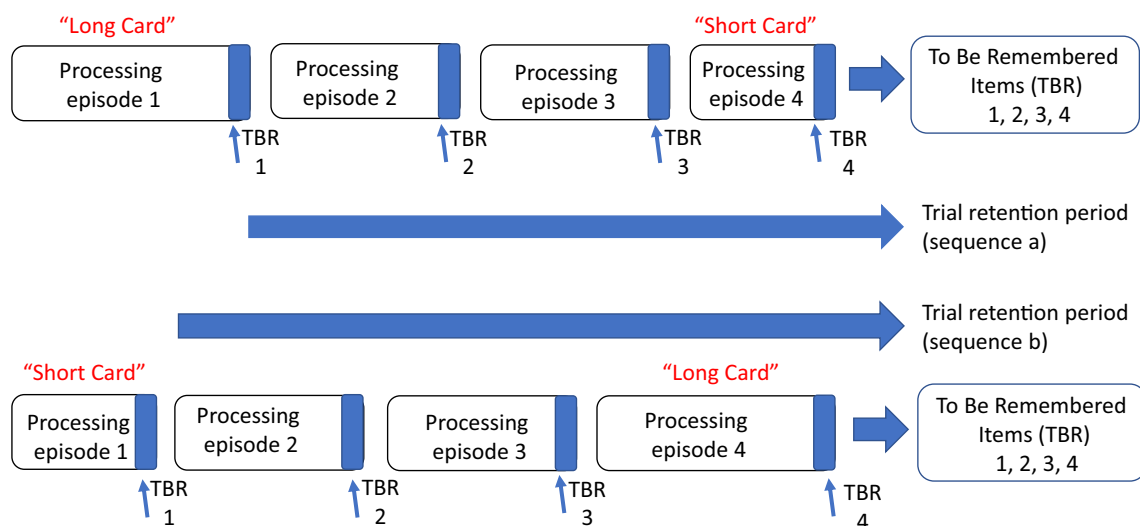 “Long Card”
“Short Card”
Processing
episode 1
Processing
episode 2
Processing
episode 3
Processing
episode 4
To Be Remembered
Items (TBR)
1, 2, 3, 4
TBR
1
TBR
2
TBR
3
TBR
4
Trial retention period
(sequence a)
Trial retention period
(sequence b)
“Short Card”
“Long Card”
Processing
episode 1
Processing
episode 2
Processing
episode 3
Processing
episode 4
To Be Remembered
Items (TBR)
1, 2, 3, 4
TBR
1
TBR
2
TBR
3
TBR
4